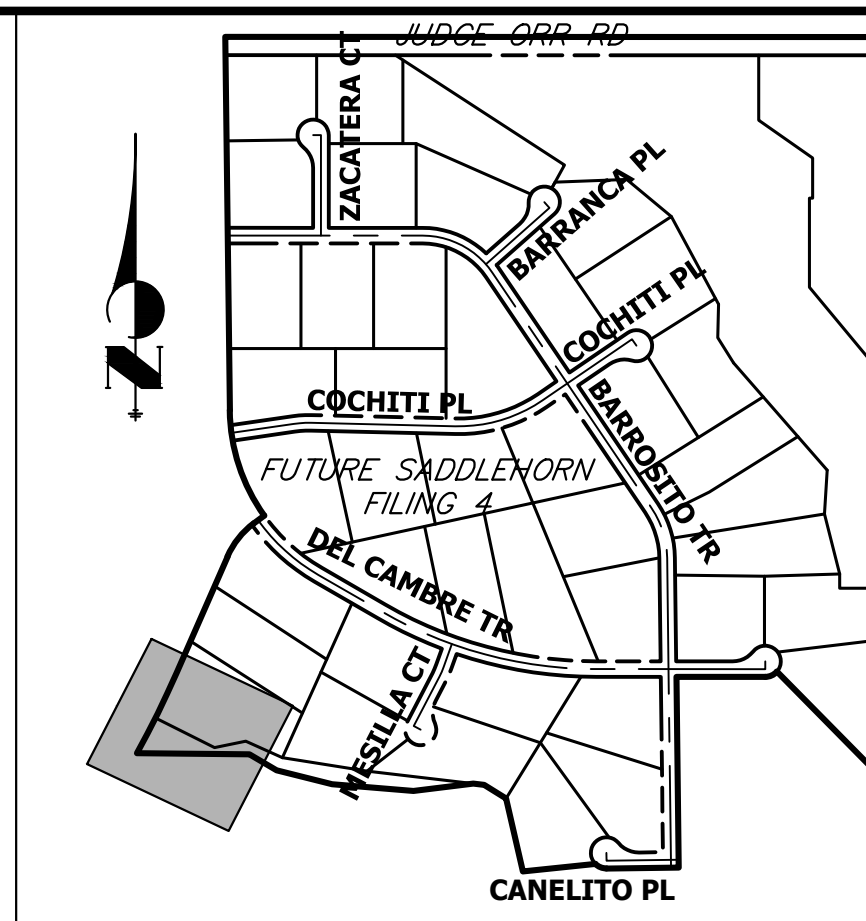 JUDGE ORR RD
ZACATERA CT
BARRANCA PL
COCHITI PL
COCHITI PL
BARROSITO TR
FUTURE SADDLEHORN
FILING 4
DEL CAMBRE TR
MESILLA CT
CANELITO PL
N